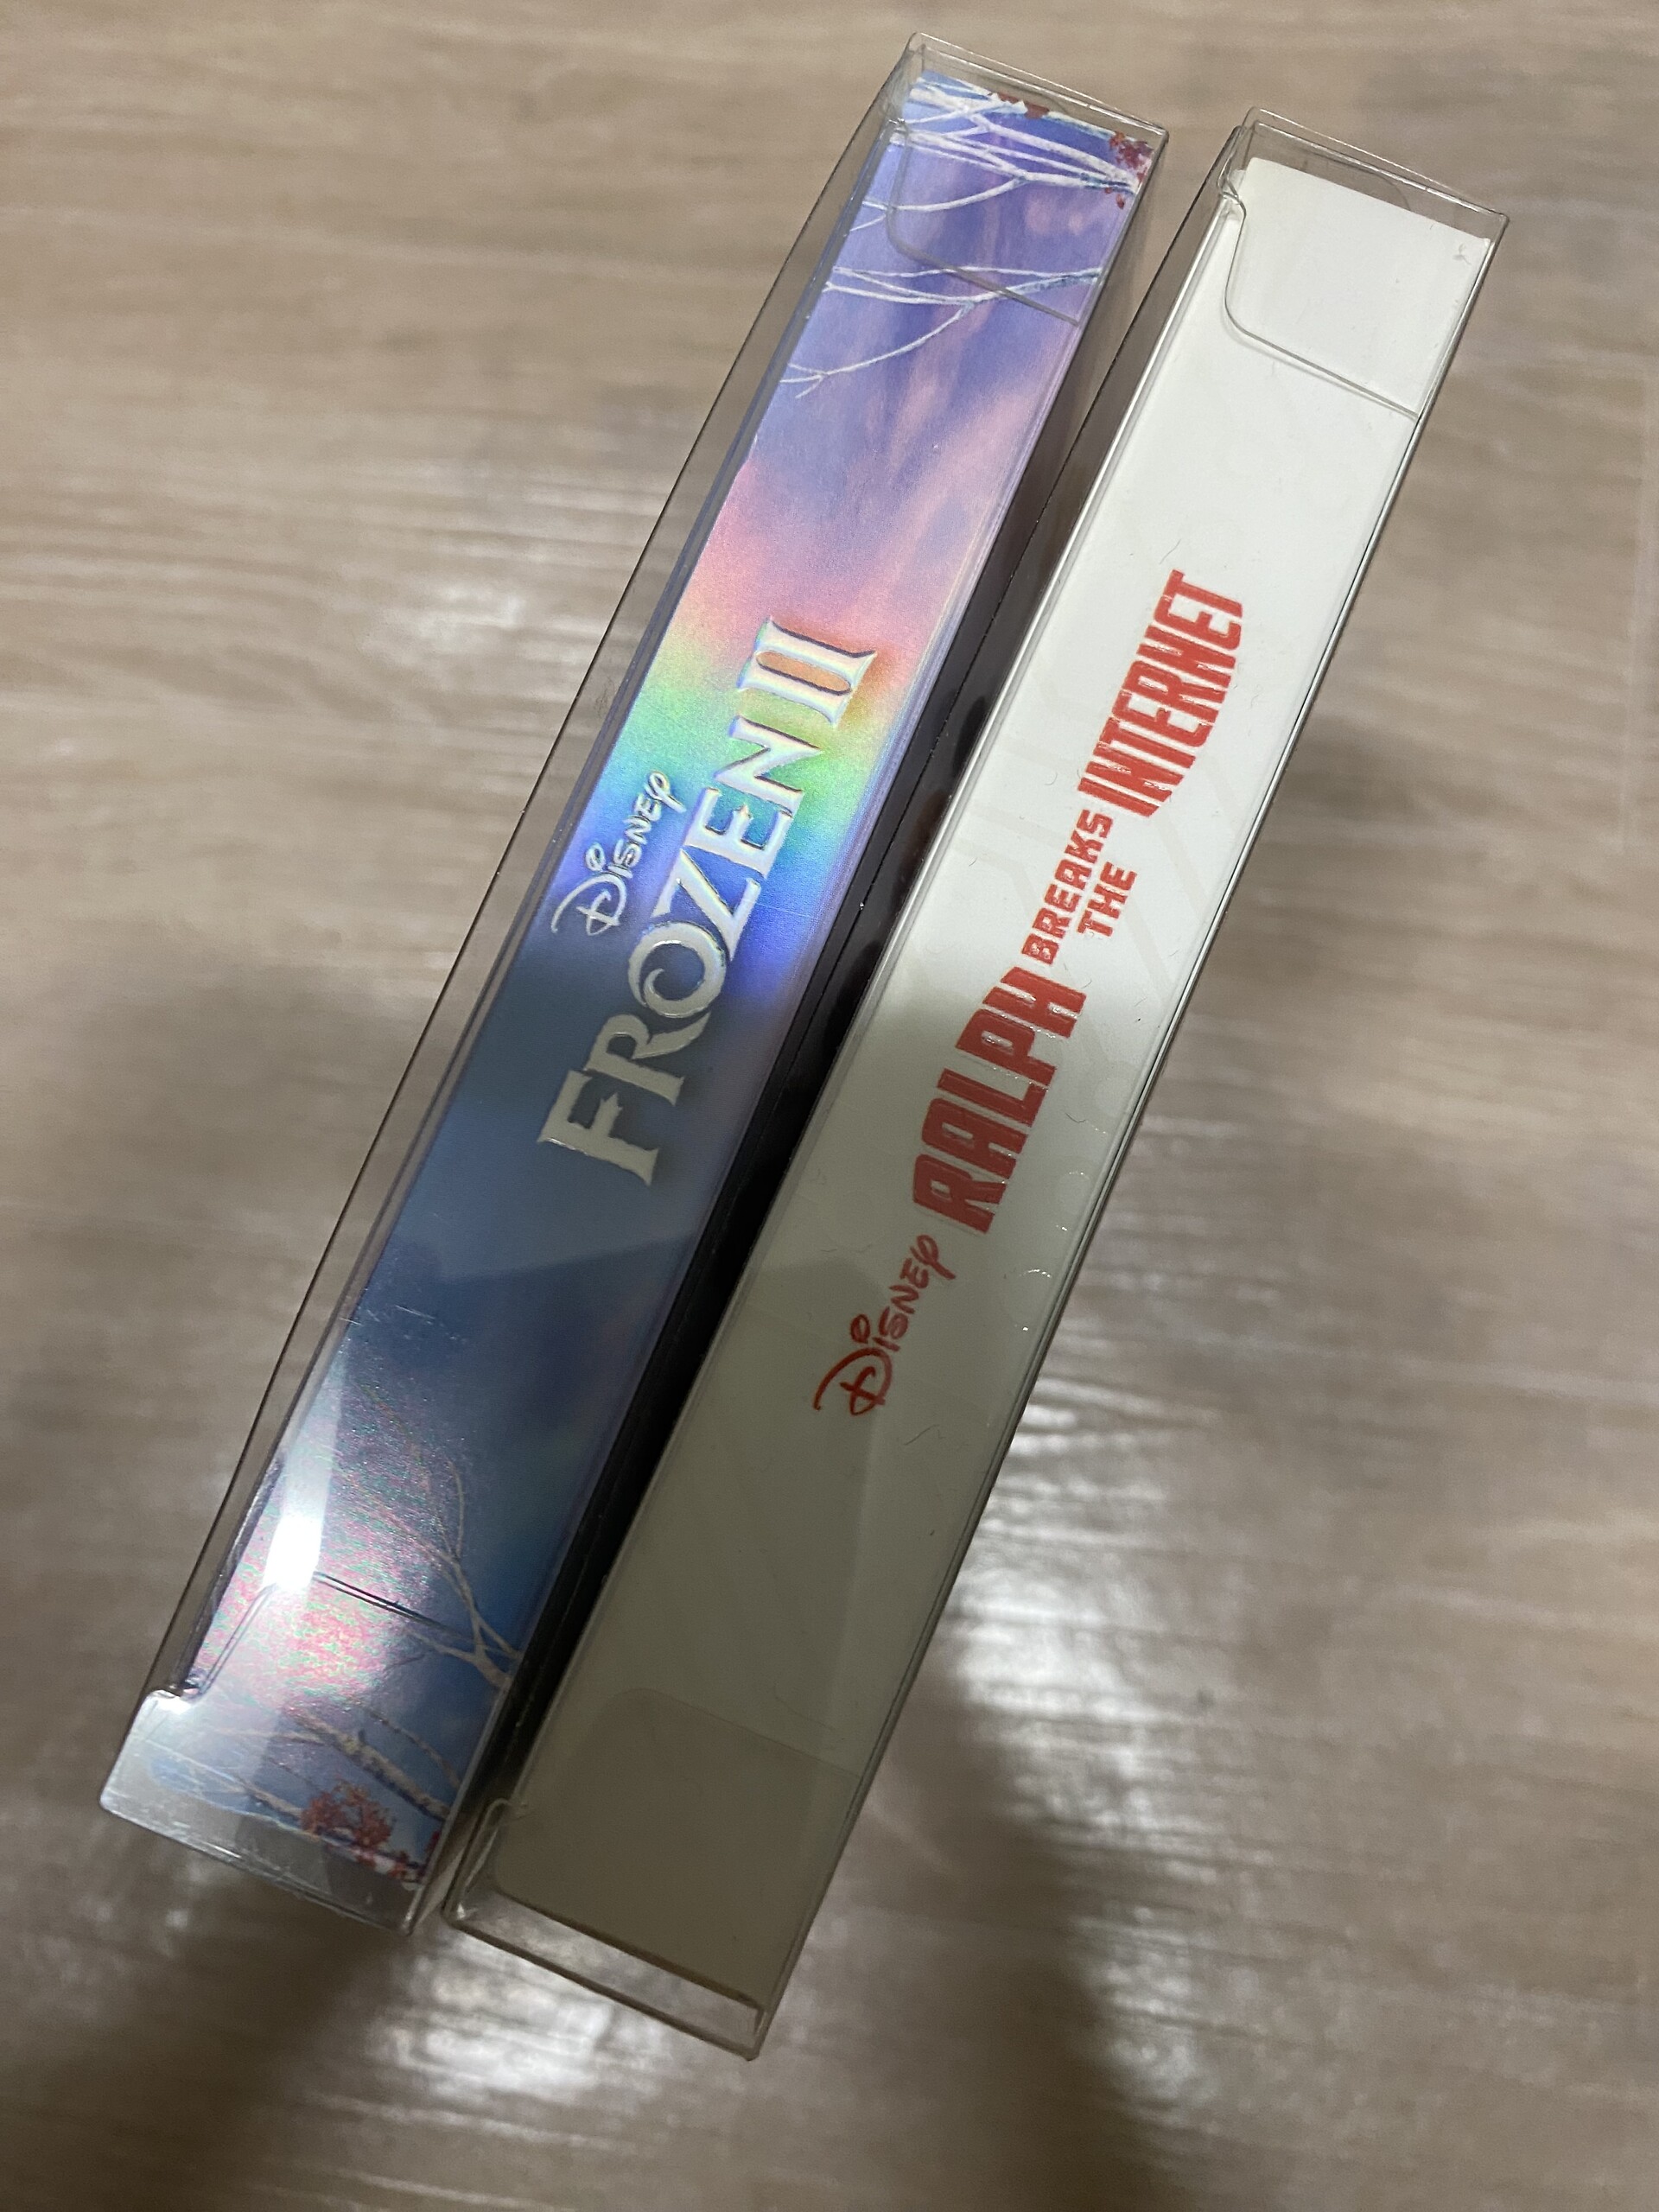 Disney
FROZEN II
Disney
RALPH BREAKS THE INTERNET